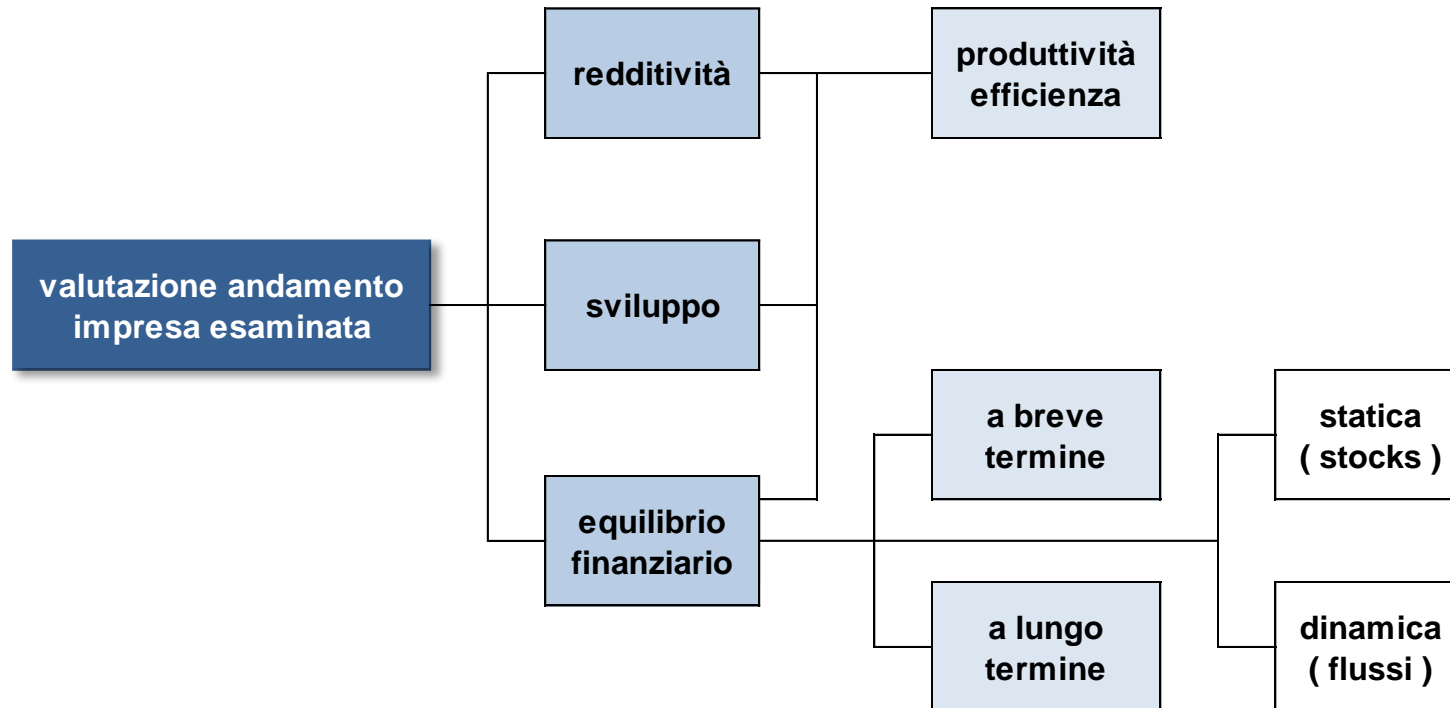 redditività
produttività
efficienza
valutazione andamento
impresa esaminata
sviluppo
a breve
termine
statica
( stocks )
equilibrio
finanziario
a lungo
termine
dinamica
( flussi )